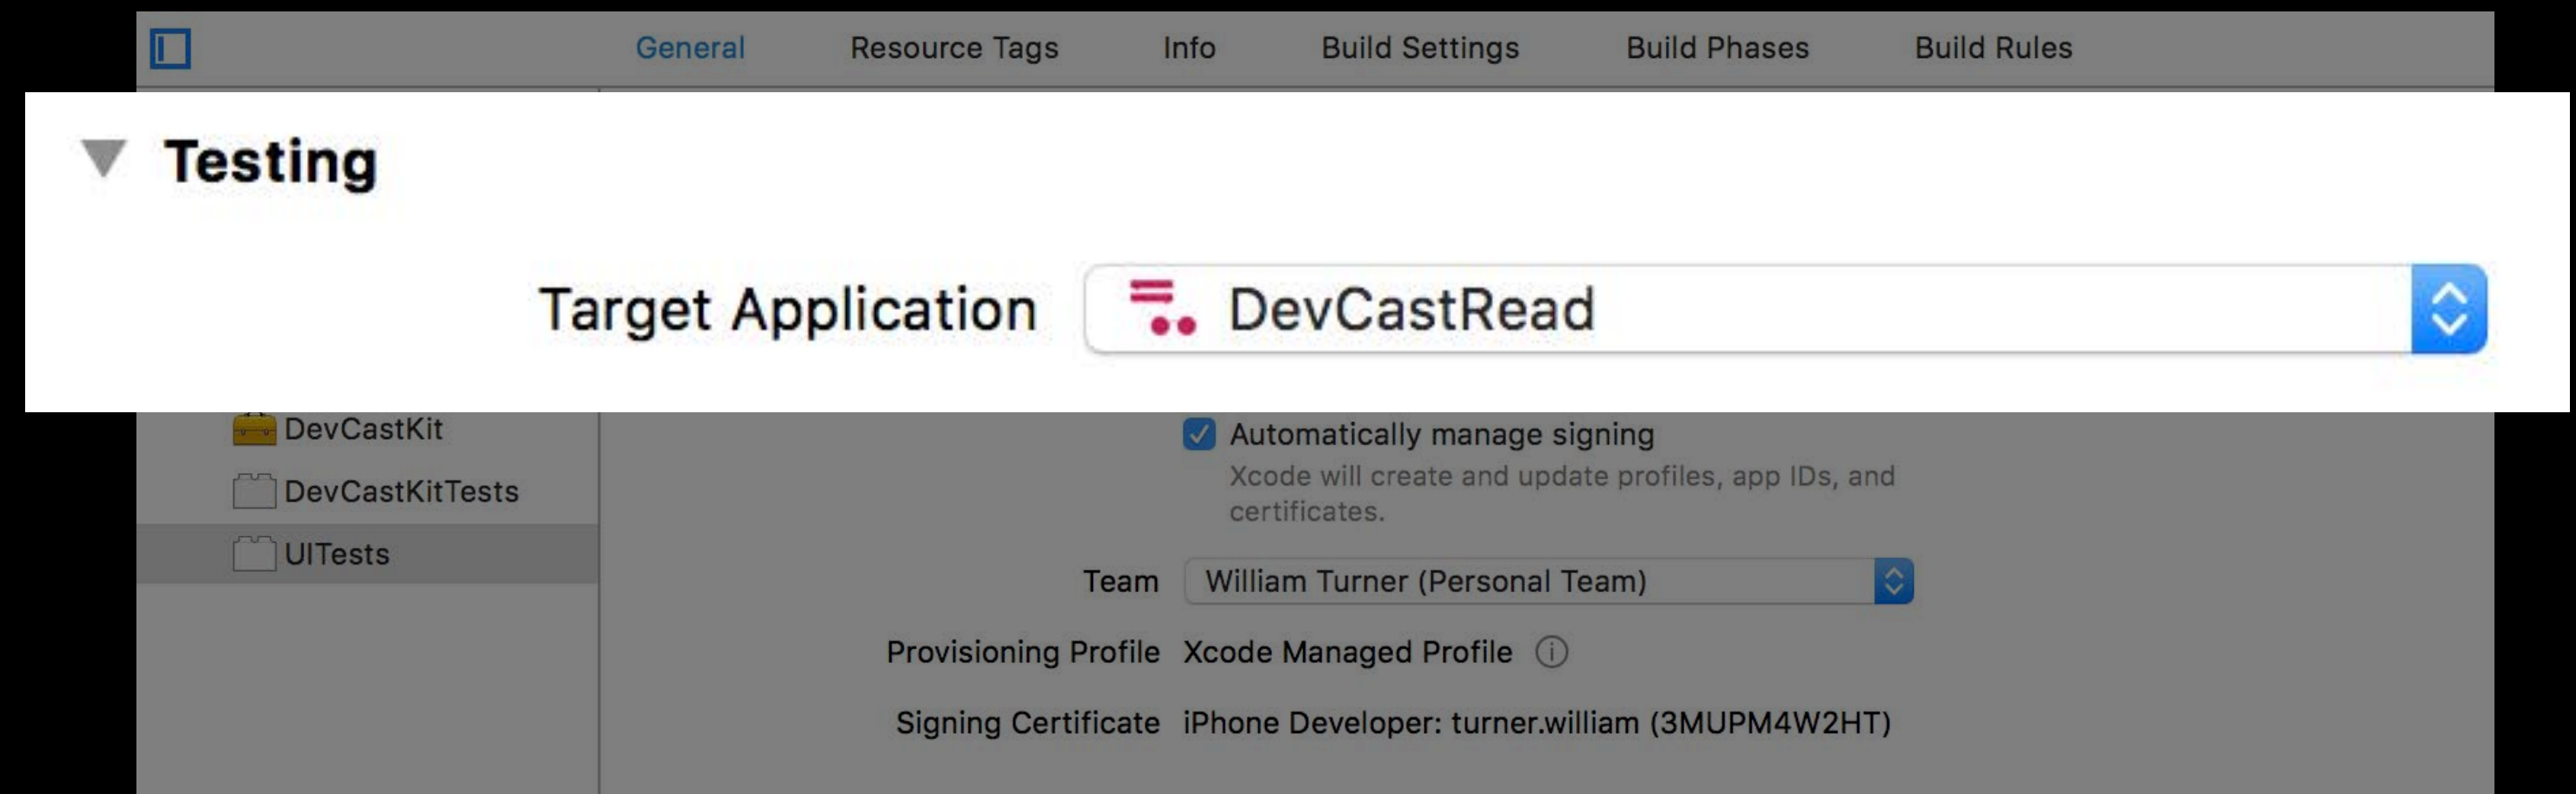 General Resource Tags Info Build Settings Build Phases Build Rules
Testing
Target Application DevCastRead
DevCastKit
DevCastKitTests
UITests
Automatically manage signing
Xcode will create and update profiles, app IDs, and
certificates.
Team William Turner (Personal Team)
Provisioning Profile Xcode Managed Profile
Signing Certificate iPhone Developer: turner.william (3MUPM4W2HT)